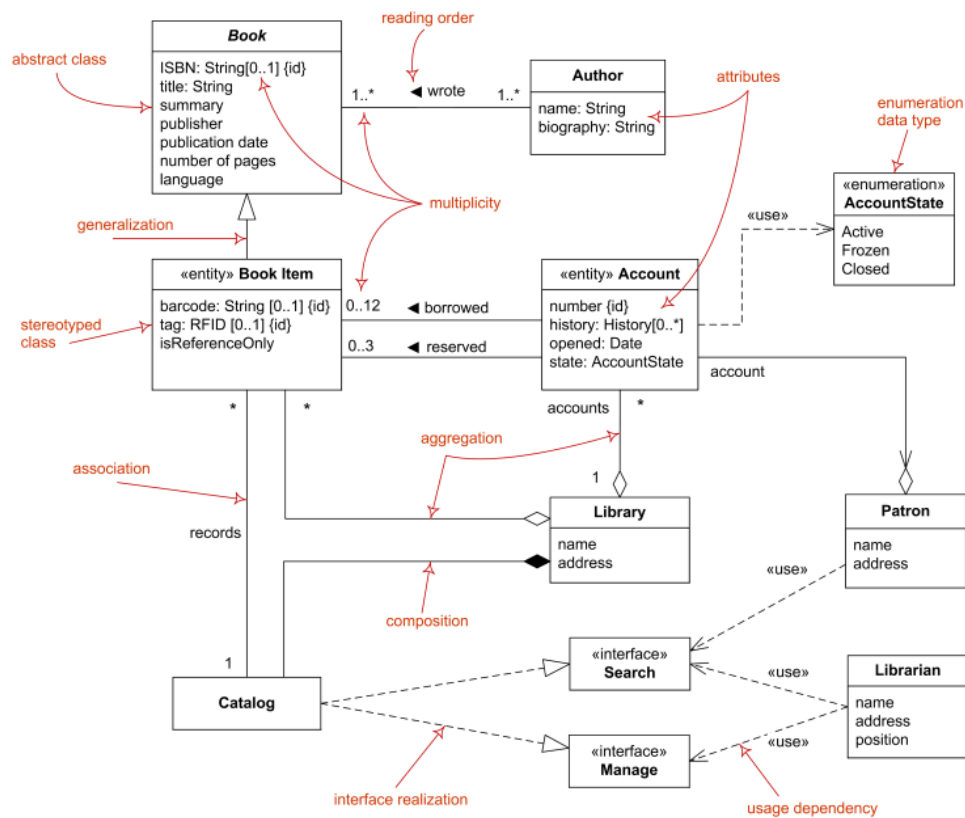 reading order
Book
abstract class
ISBN: String[0..1] {id}
title: String
summary
publisher
publication date
number of pages
language
1..*
◄ wrote
1..*
Author
name: String
biography: String
attributes
enumeration
data type
«enumeration»
AccountState
Active
Frozen
Closed
multiplicity
generalization
«use»
«entity» Book Item
barcode: String [0..1] {id}
tag: RFID [0..1] {id}
isReferenceOnly
stereotyped
class
0..12
◄ borrowed
0..3
◄ reserved
«entity» Account
number {id}
history: History[0..*]
opened: Date
state: AccountState
account
*
*
accounts
*
aggregation
association
1
records
Library
name
address
Patron
name
address
composition
«use»
1
Catalog
«interface»
Search
«use»
Librarian
name
address
position
«interface»
Manage
«use»
interface realization
usage dependency